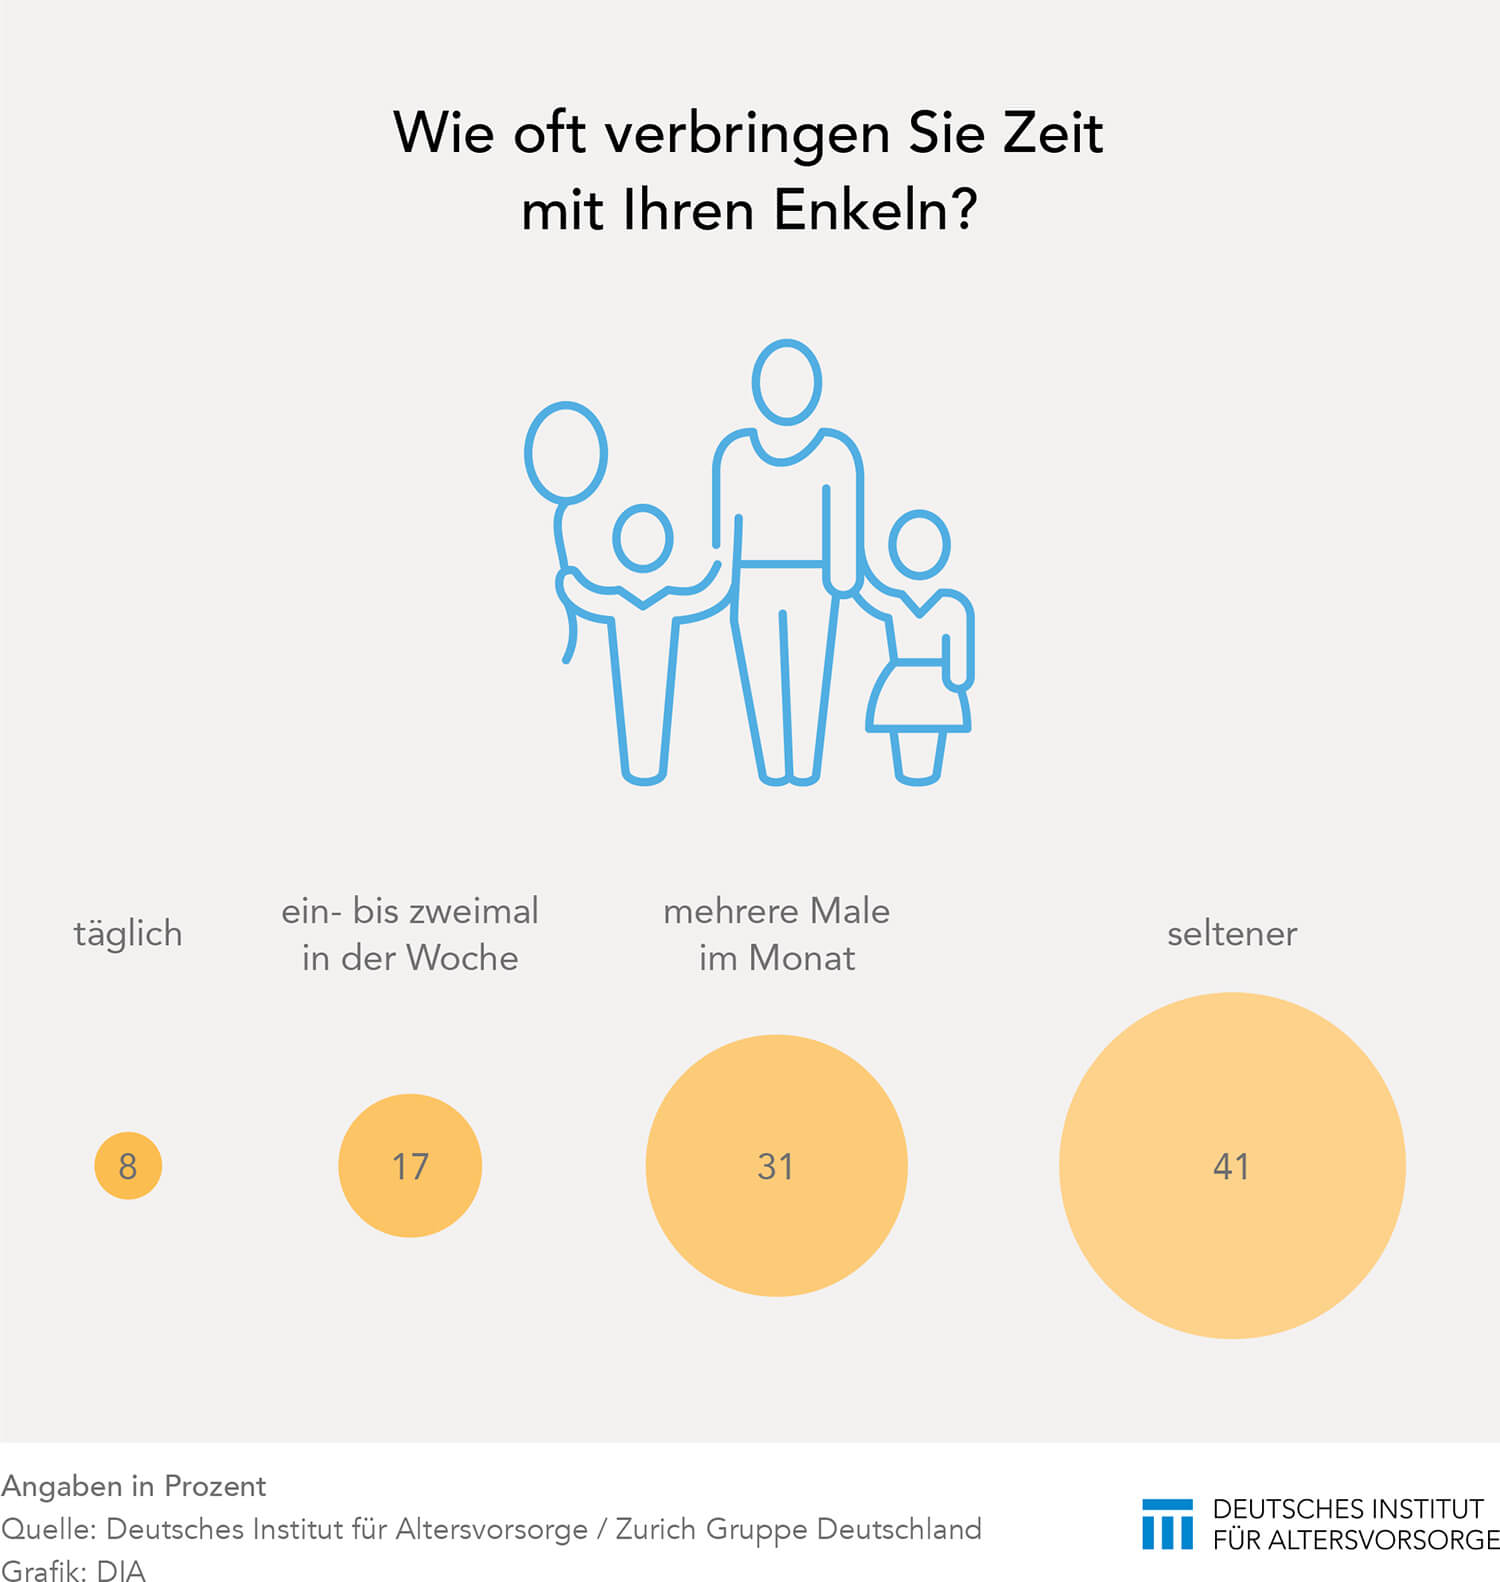 Wie oft verbringen Sie Zeit
mit Ihren Enkeln?
täglich
ein- bis zweimal
in der Woche
mehrere Male
im Monat
seltener
8
17
31
41
Angaben in Prozent
Quelle: Deutsches Institut für Altersvorsorge / Zurich Gruppe Deutschland
Grafik: DIA
DEUTSCHES INSTITUT
FÜR ALTERSVORSORGE